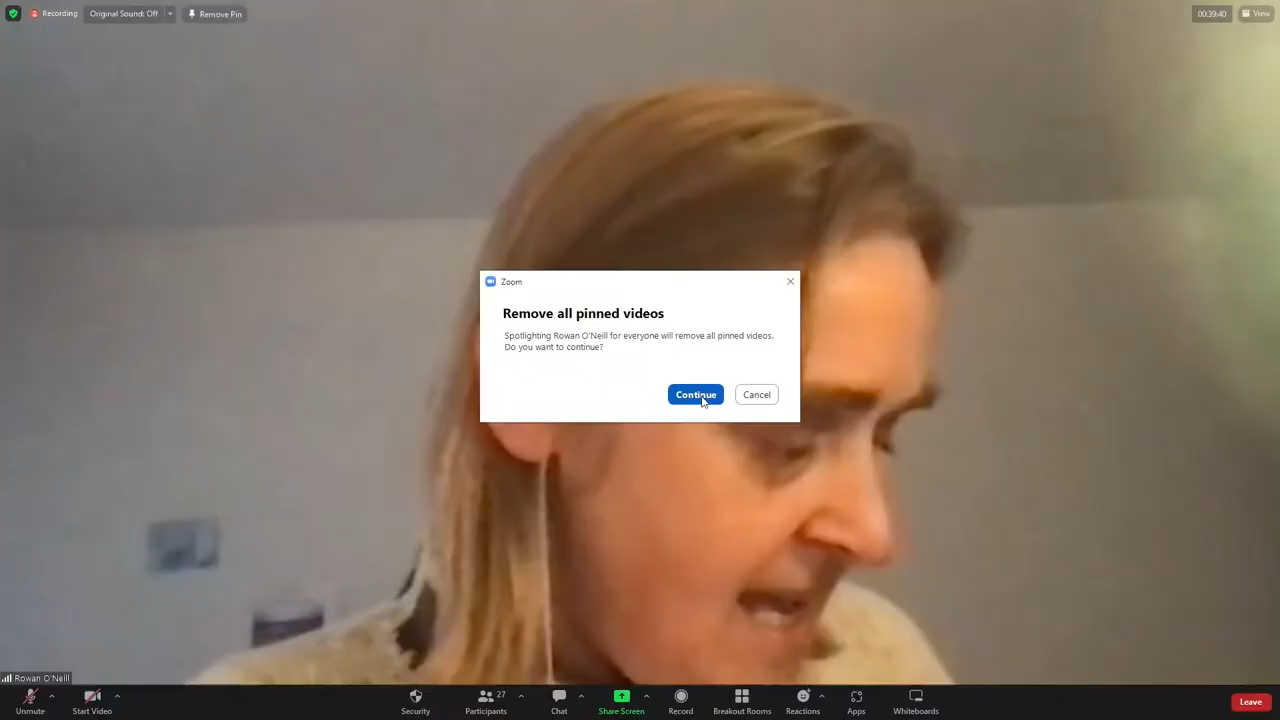 Recording
Original Sound: Off
Remove Pin
00:39:40
View
Zoom
Remove all pinned videos
Spotlighting Rowan O'Neill for everyone will remove all pinned videos.
Do you want to continue?
Continue
Cancel
Rowan O'Neill
Unmute
Start Video
Security
Participants
27
Chat
Share Screen
Record
Breakout Rooms
Reactions
Apps
Whiteboards
Leave